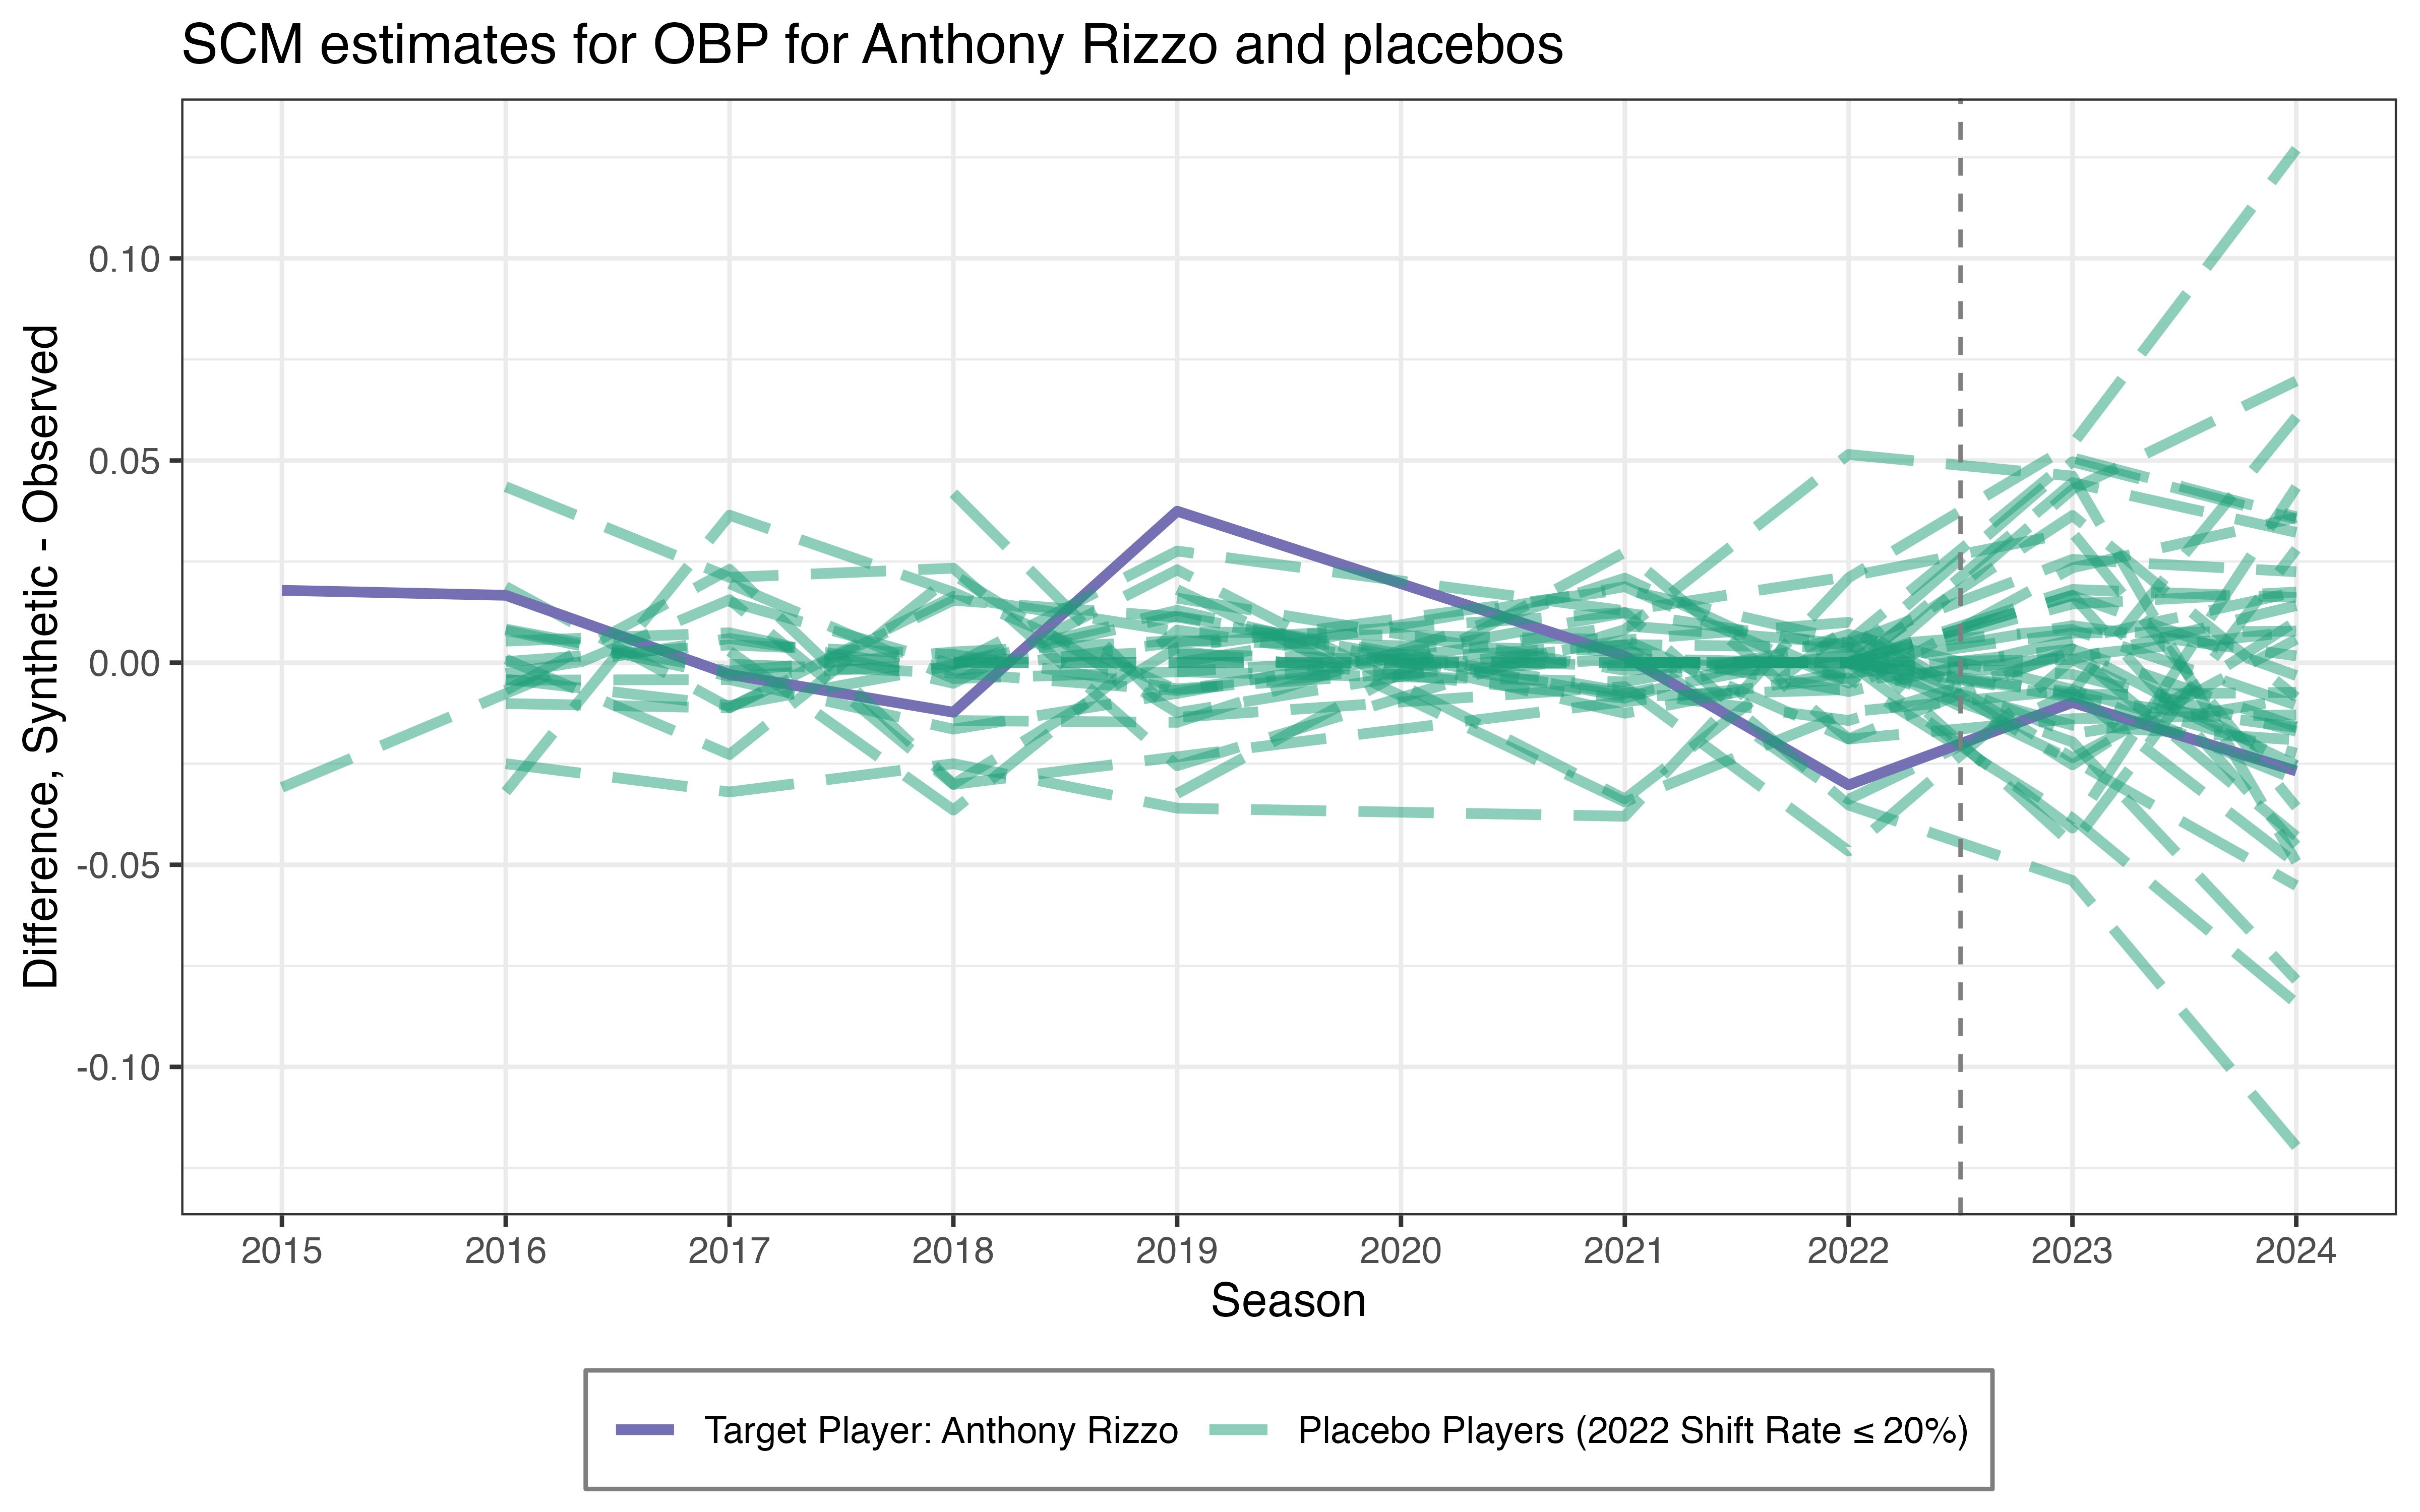 SCM estimates for OBP for Anthony Rizzo and placebos
Difference, Synthetic - Observed
0.10
0.05
0.00
-0.05
-0.10
2015 2016 2017 2018 2019 2020 2021 2022 2023 2024
Season
Target Player: Anthony Rizzo Placebo Players (2022 Shift Rate ≤ 20%)